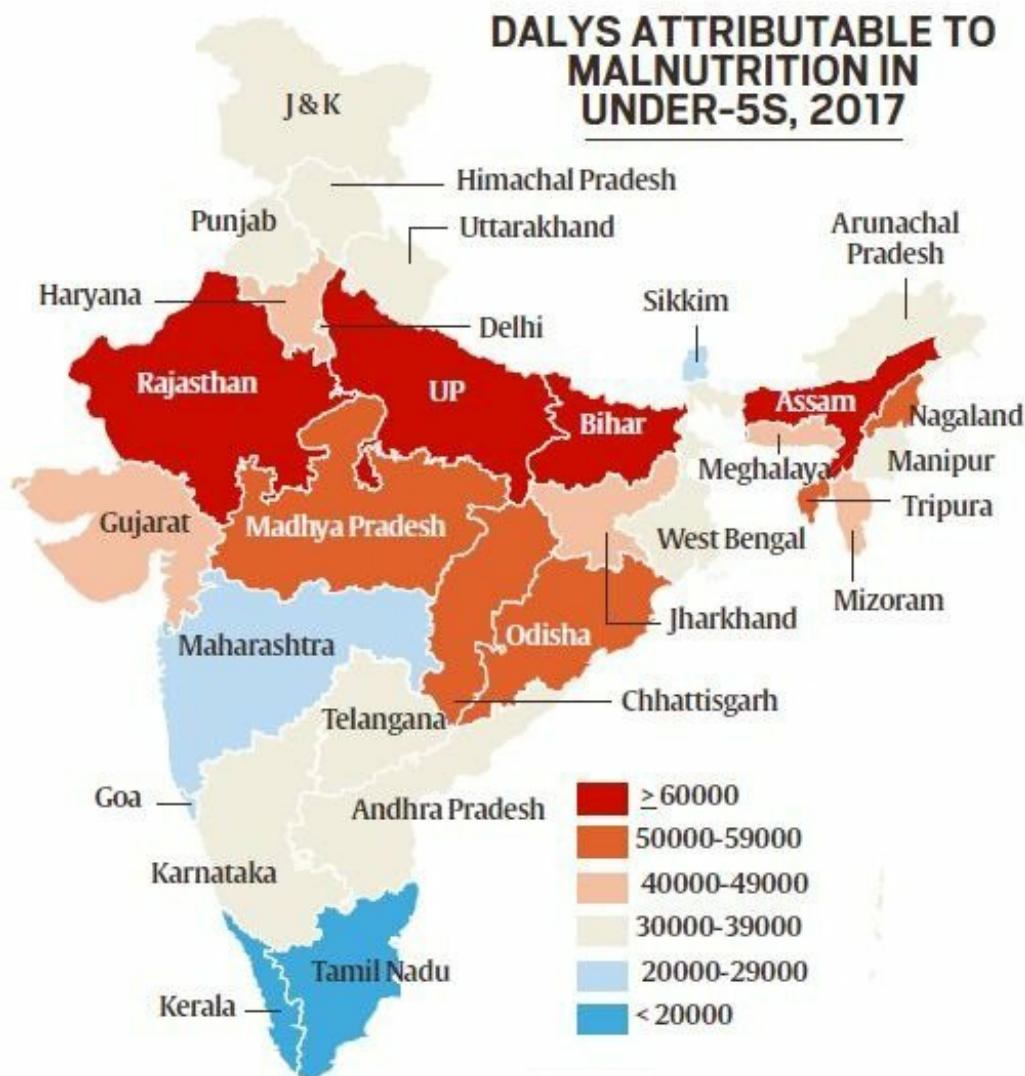 DALYS ATTRIBUTABLE TO
MALNUTRITION IN
UNDER-5S, 2017
J & K
Himachal Pradesh
Punjab
Uttarakhand
Arunachal
Pradesh
Haryana
Delhi
Sikkim
Rajasthan
UP
Bihar
Assam
Nagaland
Meghalaya
Manipur
Tripura
Gujarat
Madhya Pradesh
West Bengal
Mizoram
Jharkhand
Maharashtra
Odisha
Chhattisgarh
Telangana
Goa
Andhra Pradesh
Karnataka
Tamil Nadu
Kerala
≥60000
50000-59000
40000-49000
30000-39000
20000-29000
<20000